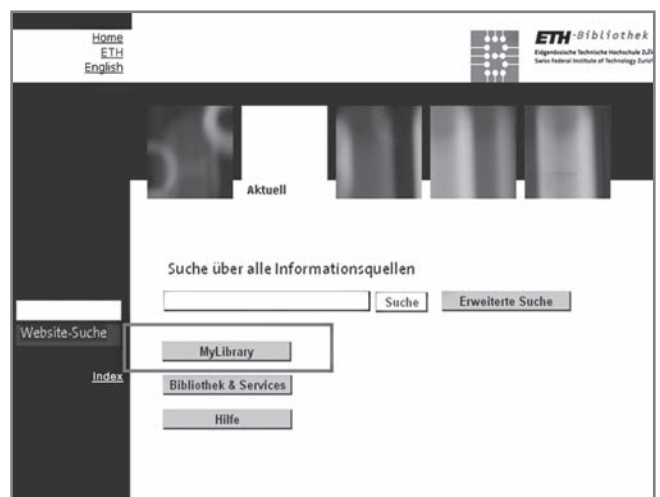 Home
ETH
English
ETH-Bibliothek
Eidgenössische Technische Hochschule
Swiss Federal Institute of Technology Zurich
Aktuell
Suche über alle Informationsquellen
Suche
Erweiterte Suche
Website-Suche
MyLibrary
Index
Bibliothek & Services
Hilfe